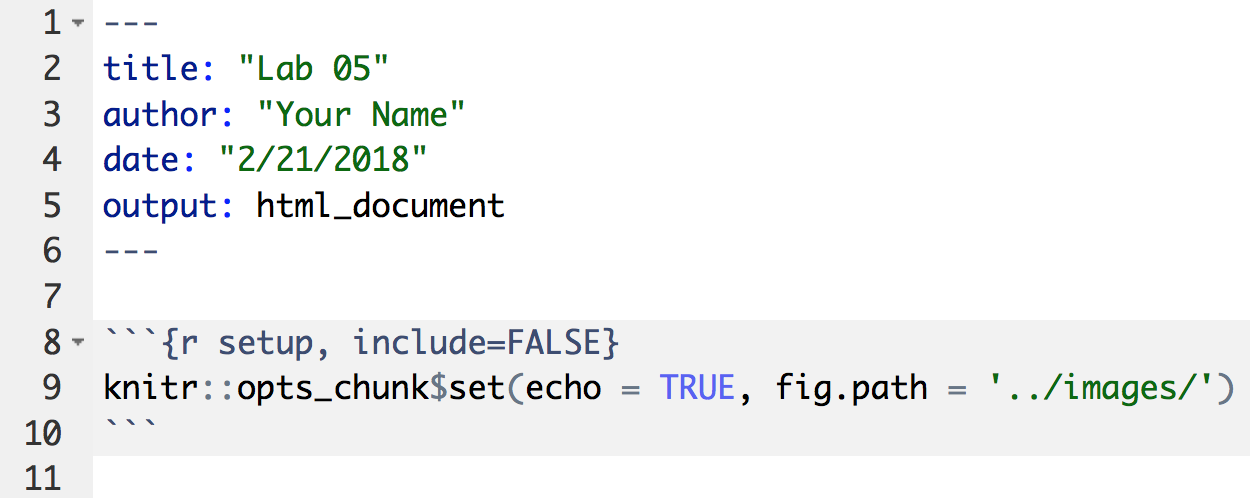 1 ---
2 title: "Lab 05"
3 author: "Your Name"
4 date: "2/21/2018"
5 output: html_document
6 ---
7
8 ```{r setup, include=FALSE}
9 knitr::opts_chunk$set(echo = TRUE, fig.path = '../images/')
10 ```
11